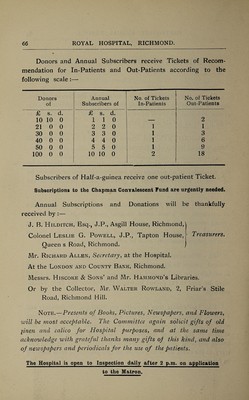 66 ROYAL HOSPITAL, RICHMOND.
Donors and Annual Subscribers receive Tickets of Recom-
mendation for In-Patients and Out-Patients according to the
following scale :—
Donors of | Annual Subscribers of | No. of Tickets In-Patients | No. of Tickets Out-Patients
£ s. d. £ s. d.
10 10 0 1 1 0 — 2
21 0 0 2 2 0 1 1
30 0 0 3 3 0 1 3
40 0 0 4 4 0 1 6
50 0 0 5 5 0 1 9
100 0 0 10 10 0 2 18
Subscribers of Half-a-guinea receive one out-patient Ticket.
Subscriptions to the Chapman Convalescent Fund are urgently needed.
Annual Subscriptions and Donations will be thankfully
received by :—
J. B. HILDITCH, Esq., J.P., Asgill House, Richmond,
Colonel LESLIE G. POWELL, J.P., Tapton House, Treasurers.
Queen s Road, Richmond.
Mr. RICHARD ALLEN, Secretary, at the Hospital.
At the LONDON AND COUNTY BANK, Richmond.
Messrs. HISCOKE & SONS' and Mr. HAMMOND'S Libraries.
Or by the Collector, Mr. WALTER ROWLAND, 2, Friar's Stile
Road, Richmond Hill.
NOTE.—Presents of Books, Pictures, Newspapers, and Flowers,
will be most acceptable. The Committee again solicit gifts of old
linen and calico for Hospital purposes, and at the same time
acknowledge with grateful thanks many gifts of this kind, and also
of newspapers and periodicals for the use of the patients.
The Hospital is open to Inspection daily after 2 p.m. on application
to the Matron.